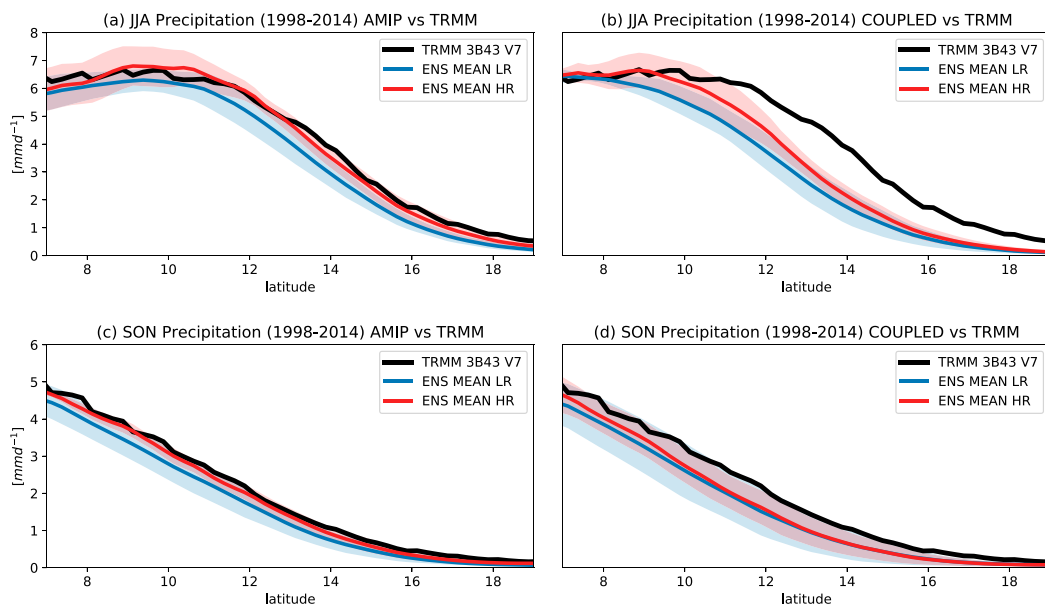 (a) JJA Precipitation (1998-2014) AMIP vs TRMM
8
7
6
5
4
3
2
1
0
[mmd⁻¹]
TRMM 3B43 V7
ENS MEAN LR
ENS MEAN HR
8 10 12 14 16 18
latitude
(b) JJA Precipitation (1998-2014) COUPLED vs TRMM
TRMM 3B43 V7
ENS MEAN LR
ENS MEAN HR
8 10 12 14 16 18
latitude
(c) SON Precipitation (1998-2014) AMIP vs TRMM
6
5
4
3
2
1
0
[mmd⁻¹]
TRMM 3B43 V7
ENS MEAN LR
ENS MEAN HR
8 10 12 14 16 18
latitude
(d) SON Precipitation (1998-2014) COUPLED vs TRMM
TRMM 3B43 V7
ENS MEAN LR
ENS MEAN HR
8 10 12 14 16 18
latitude